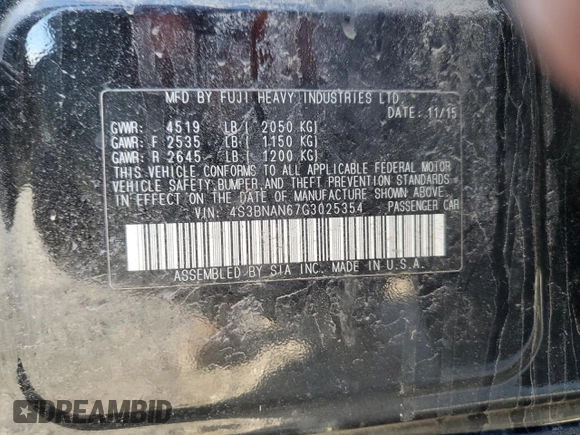 MFD BY FUJI HEAVY INDUSTRIES LTD.
DATE: 11/15
GVWR: 4519 LB( 2050 KG)
GAWR: F 2535 LB( 1150 KG)
GAWR: R 2645 LB( 1200 KG)
THIS VEHICLE CONFORMS TO ALL APPLICABLE FEDERAL MOTOR
VEHICLE SAFETY, BUMPER, AND THEFT PREVENTION STANDARDS
IN EFFECT ON THE DATE OF MANUFACTURE SHOWN ABOVE.
VIN: 4S3BNAN67G3025354 PASSENGER CAR
ASSEMBLED BY SIA INC. MADE IN U.S.A.
DREAMBID